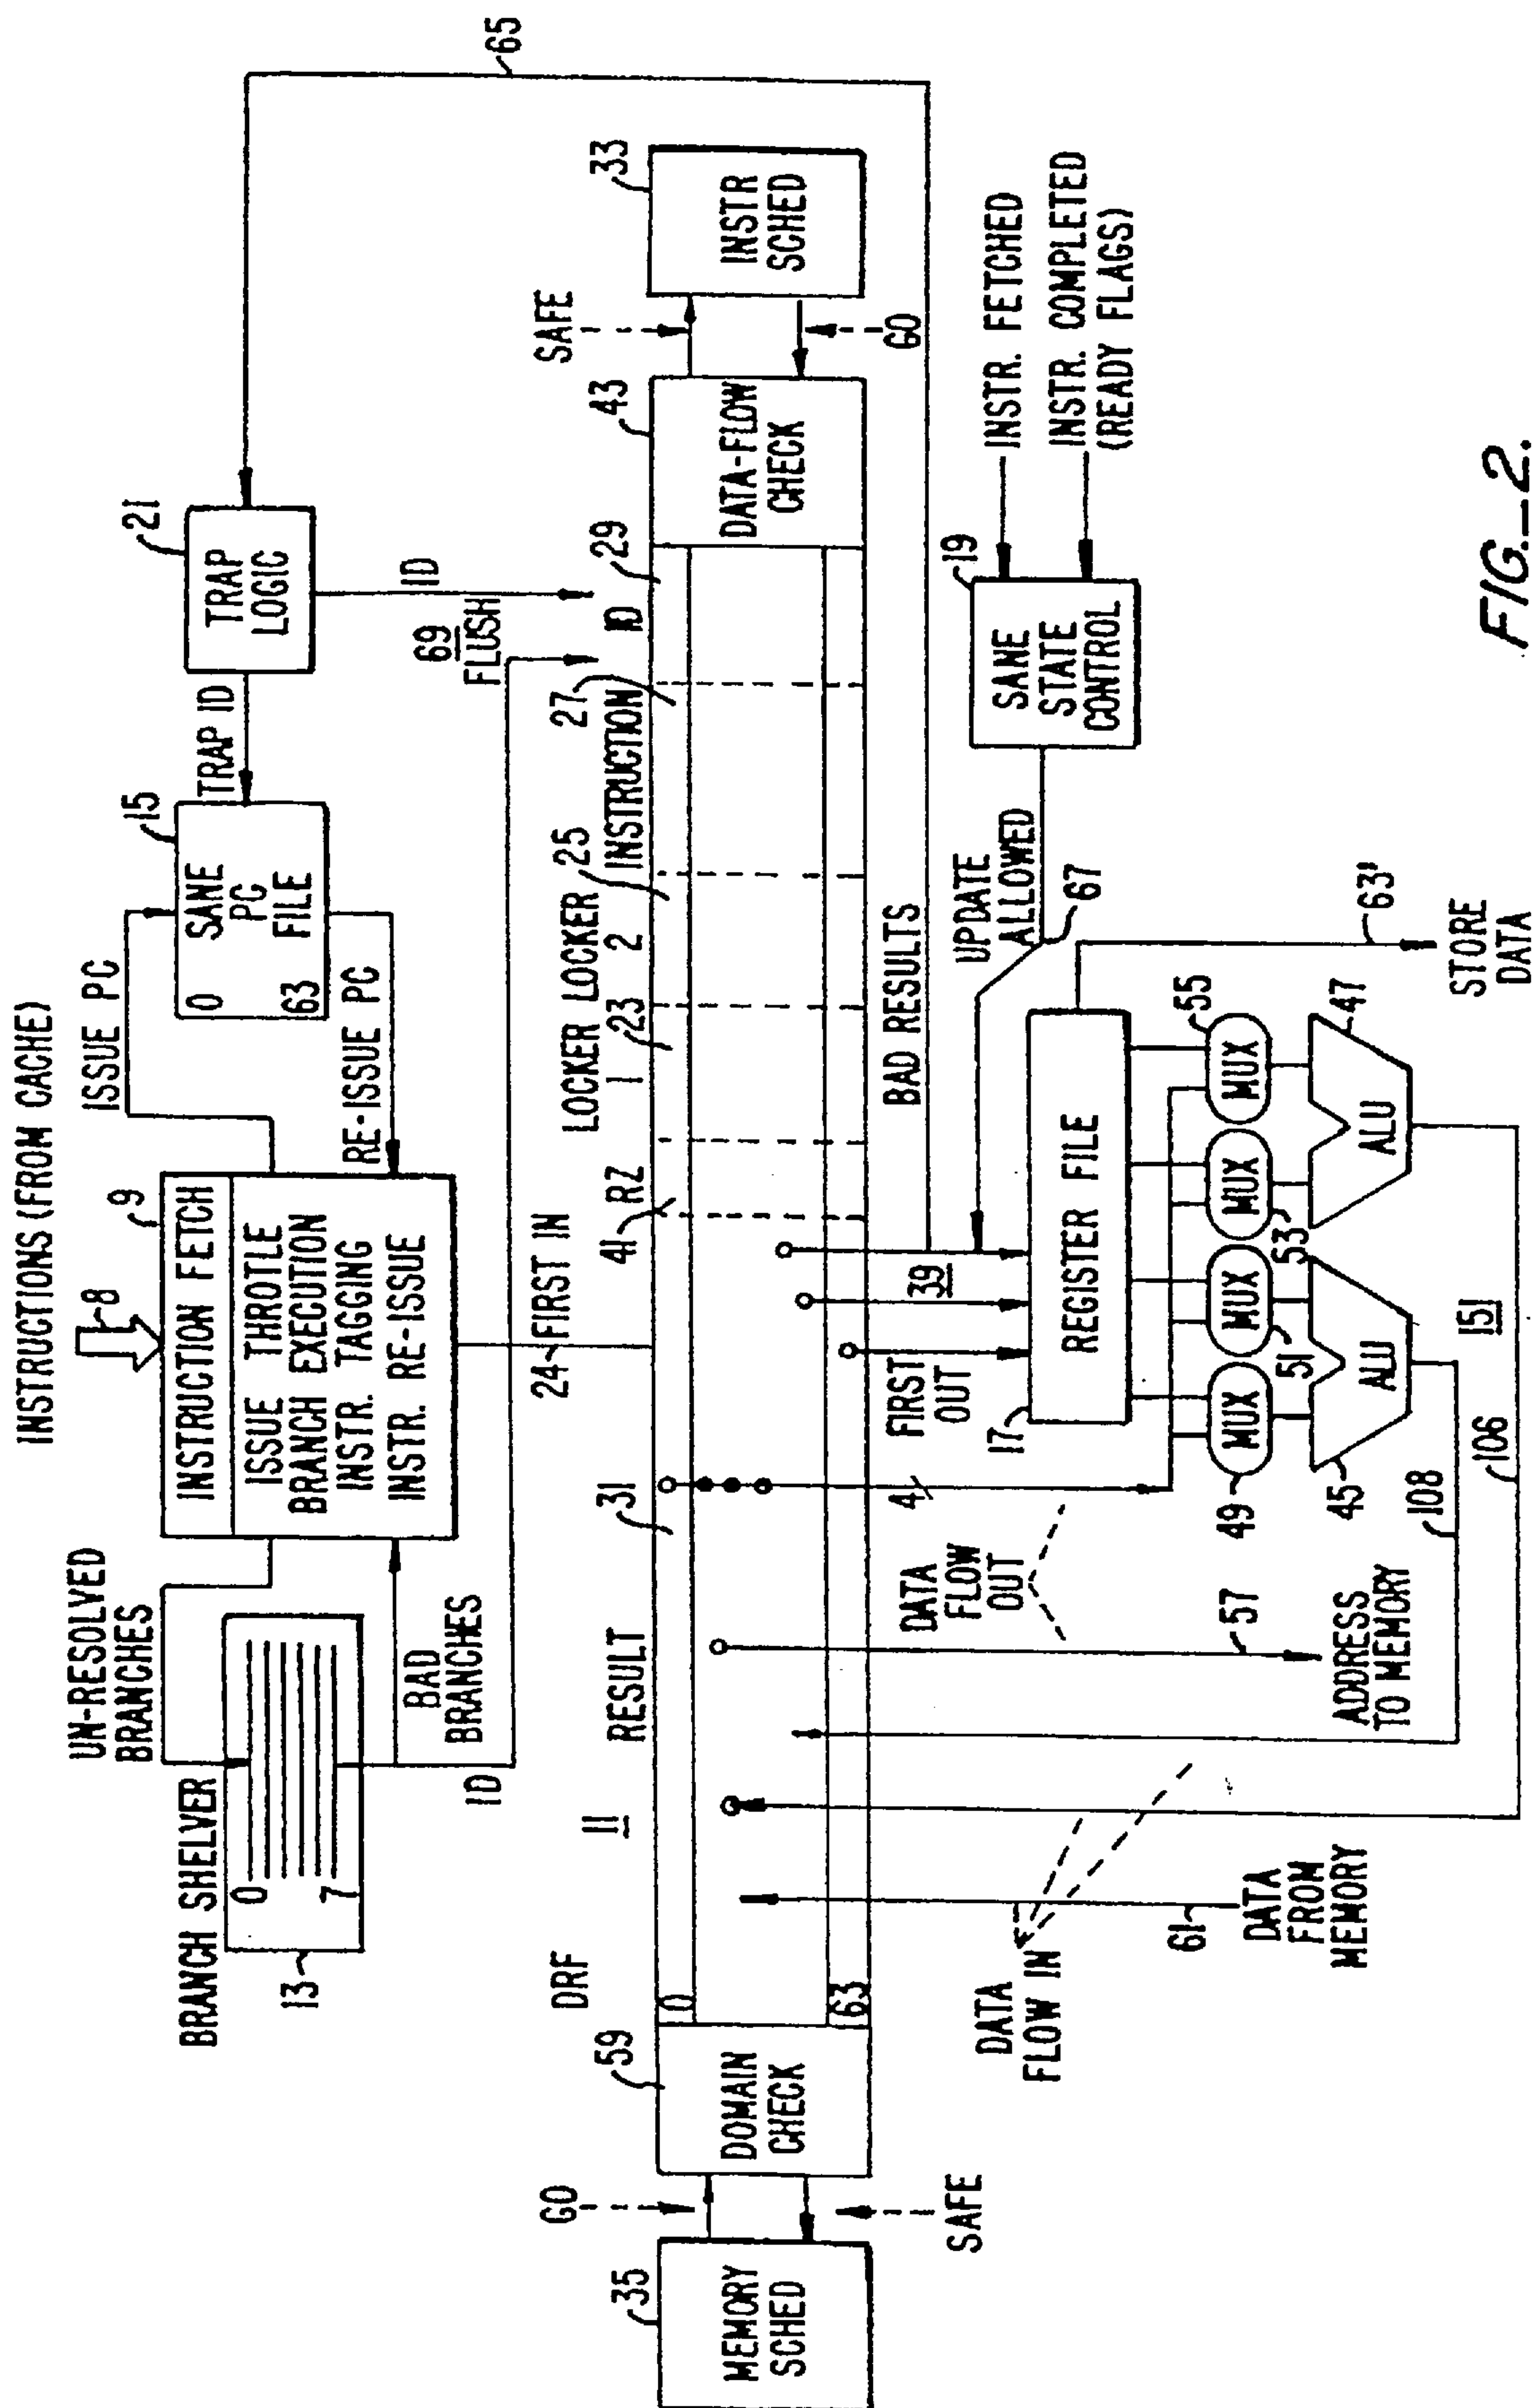 INSTRUCTIONS (FROM CACHE)
8
9
INSTRUCTION FETCH
ISSUE THROTLE
BRANCH EXECUTION
INSTR. TAGGING
INSTR. RE-ISSUE
UN-RESOLVED
BRANCHES
BRANCH SHELVER
0
7
13
BAD
BRANCHES
ID
ISSUE PC
RE-ISSUE PC
15
SANE
PC
FILE
0
63
TRAP ID
21
TRAP
LOGIC
ID
69
FLUSH
65
24
FIRST IN
35
MEMORY
SCHED
GO
SAFE
59
DOMAIN
CHECK
DRF
0
63
11
RESULT
31
41
RZ
LOCKER
1
23
LOCKER
2
25
INSTRUCTION
27
ID
29
43
DATA-FLOW
CHECK
SAFE
GO
33
INSTR
SCHED
DATA
FLOW IN
61
DATA
FROM
MEMORY
DATA
FLOW
OUT
57
ADDRESS
TO MEMORY
4
FIRST
OUT
39
BAD RESULTS
17
REGISTER FILE
UPDATE
ALLOWED
67
19
SANE
STATE
CONTROL
INSTR. FETCHED
INSTR. COMPLETED
(READY FLAGS)
63'
STORE
DATA
49
MUX
51
MUX
53
MUX
55
MUX
45
ALU
47
ALU
108
106
151
FIG._2.